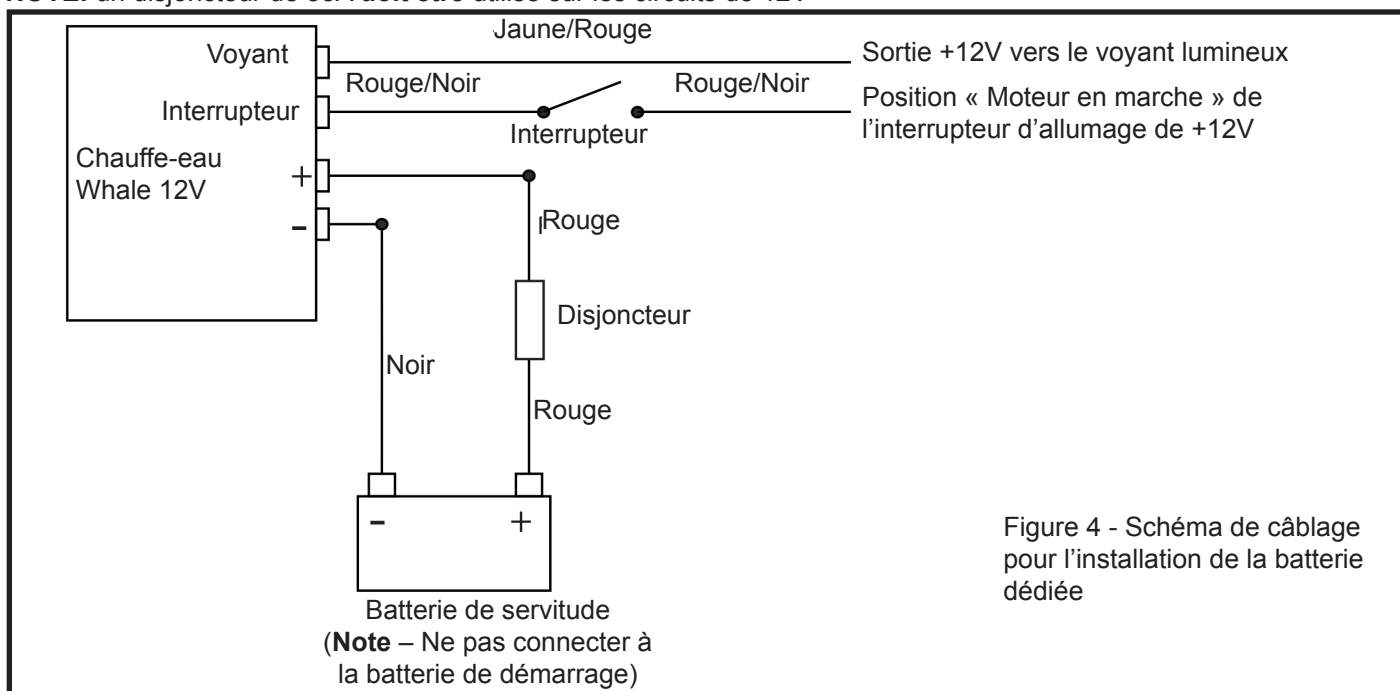 Jaune/Rouge
Voyant
Sortie +12V vers le voyant lumineux
Rouge/Noir
Rouge/Noir
Interrupteur
Interrupteur
Position « Moteur en marche » de
l’interrupteur d’allumage de +12V
Chauffe-eau
Whale 12V
+
-
Rouge
Disjoncteur
Noir
Rouge
-
+
Figure 4 - Schéma de câblage
pour l’installation de la batterie
dédiée
Batterie de servitude
(Note – Ne pas connecter à
la batterie de démarrage)